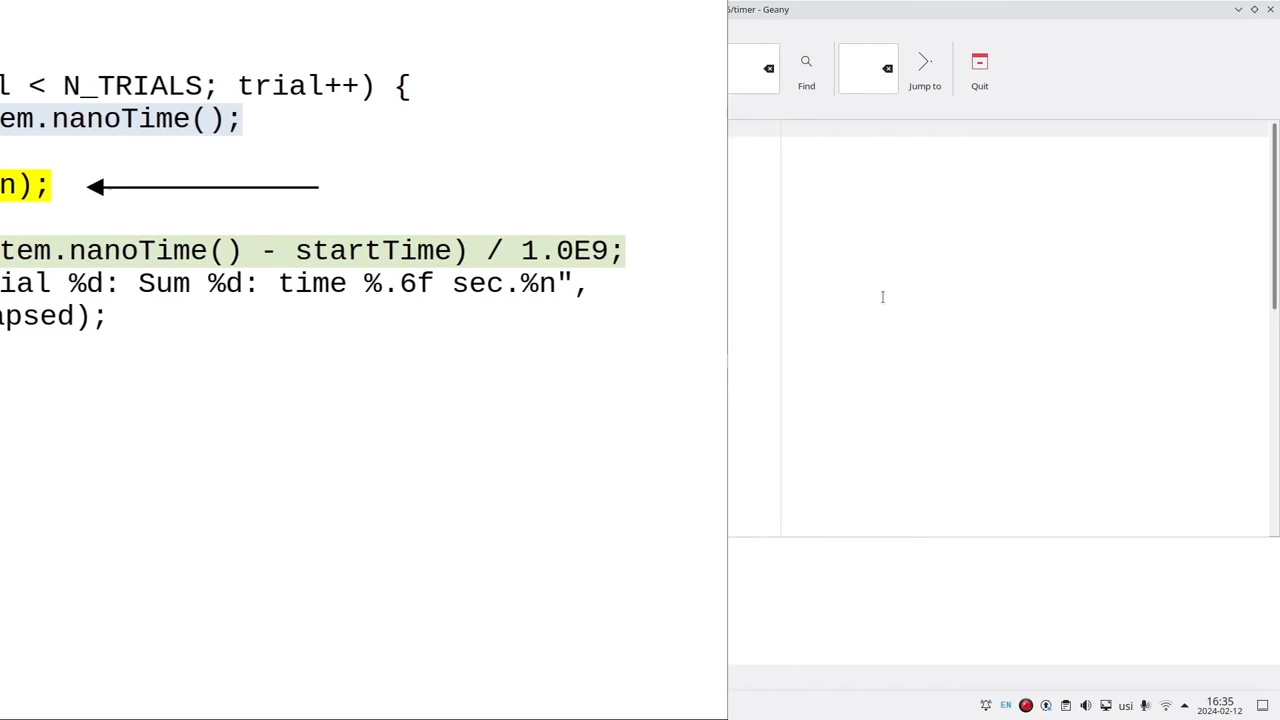 l < N_TRIALS; trial++) {
em.nanoTime();
n);
tem.nanoTime() - startTime) / 1.0E9;
ial %d: Sum %d: time %.6f sec.%n",
apsed);
/timer - Geany
Find
Jump to
Quit
EN
usi
16:35
2024-02-12